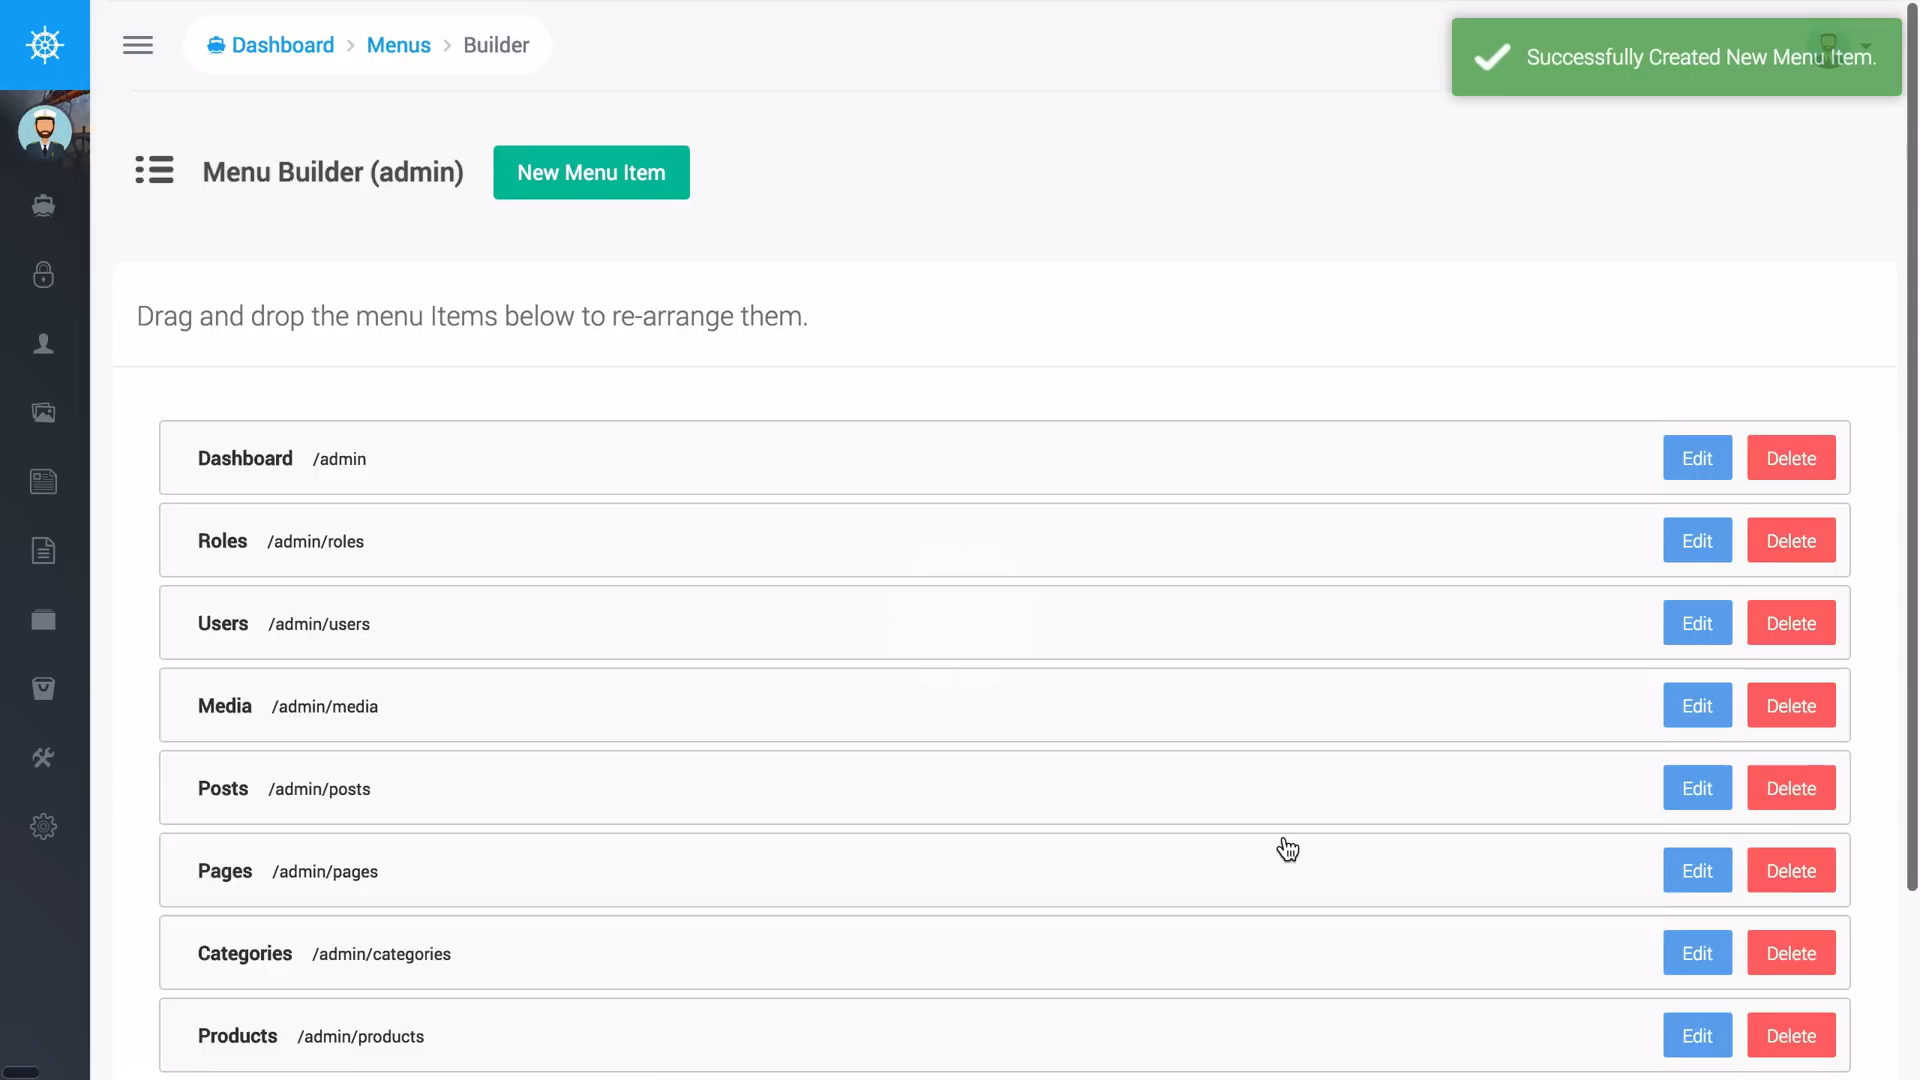 Dashboard > Menus > Builder
Successfully Created New Menu Item.
Menu Builder (admin)
New Menu Item
Drag and drop the menu Items below to re-arrange them.
Dashboard /admin Edit Delete
Roles /admin/roles Edit Delete
Users /admin/users Edit Delete
Media /admin/media Edit Delete
Posts /admin/posts Edit Delete
Pages /admin/pages Edit Delete
Categories /admin/categories Edit Delete
Products /admin/products Edit Delete